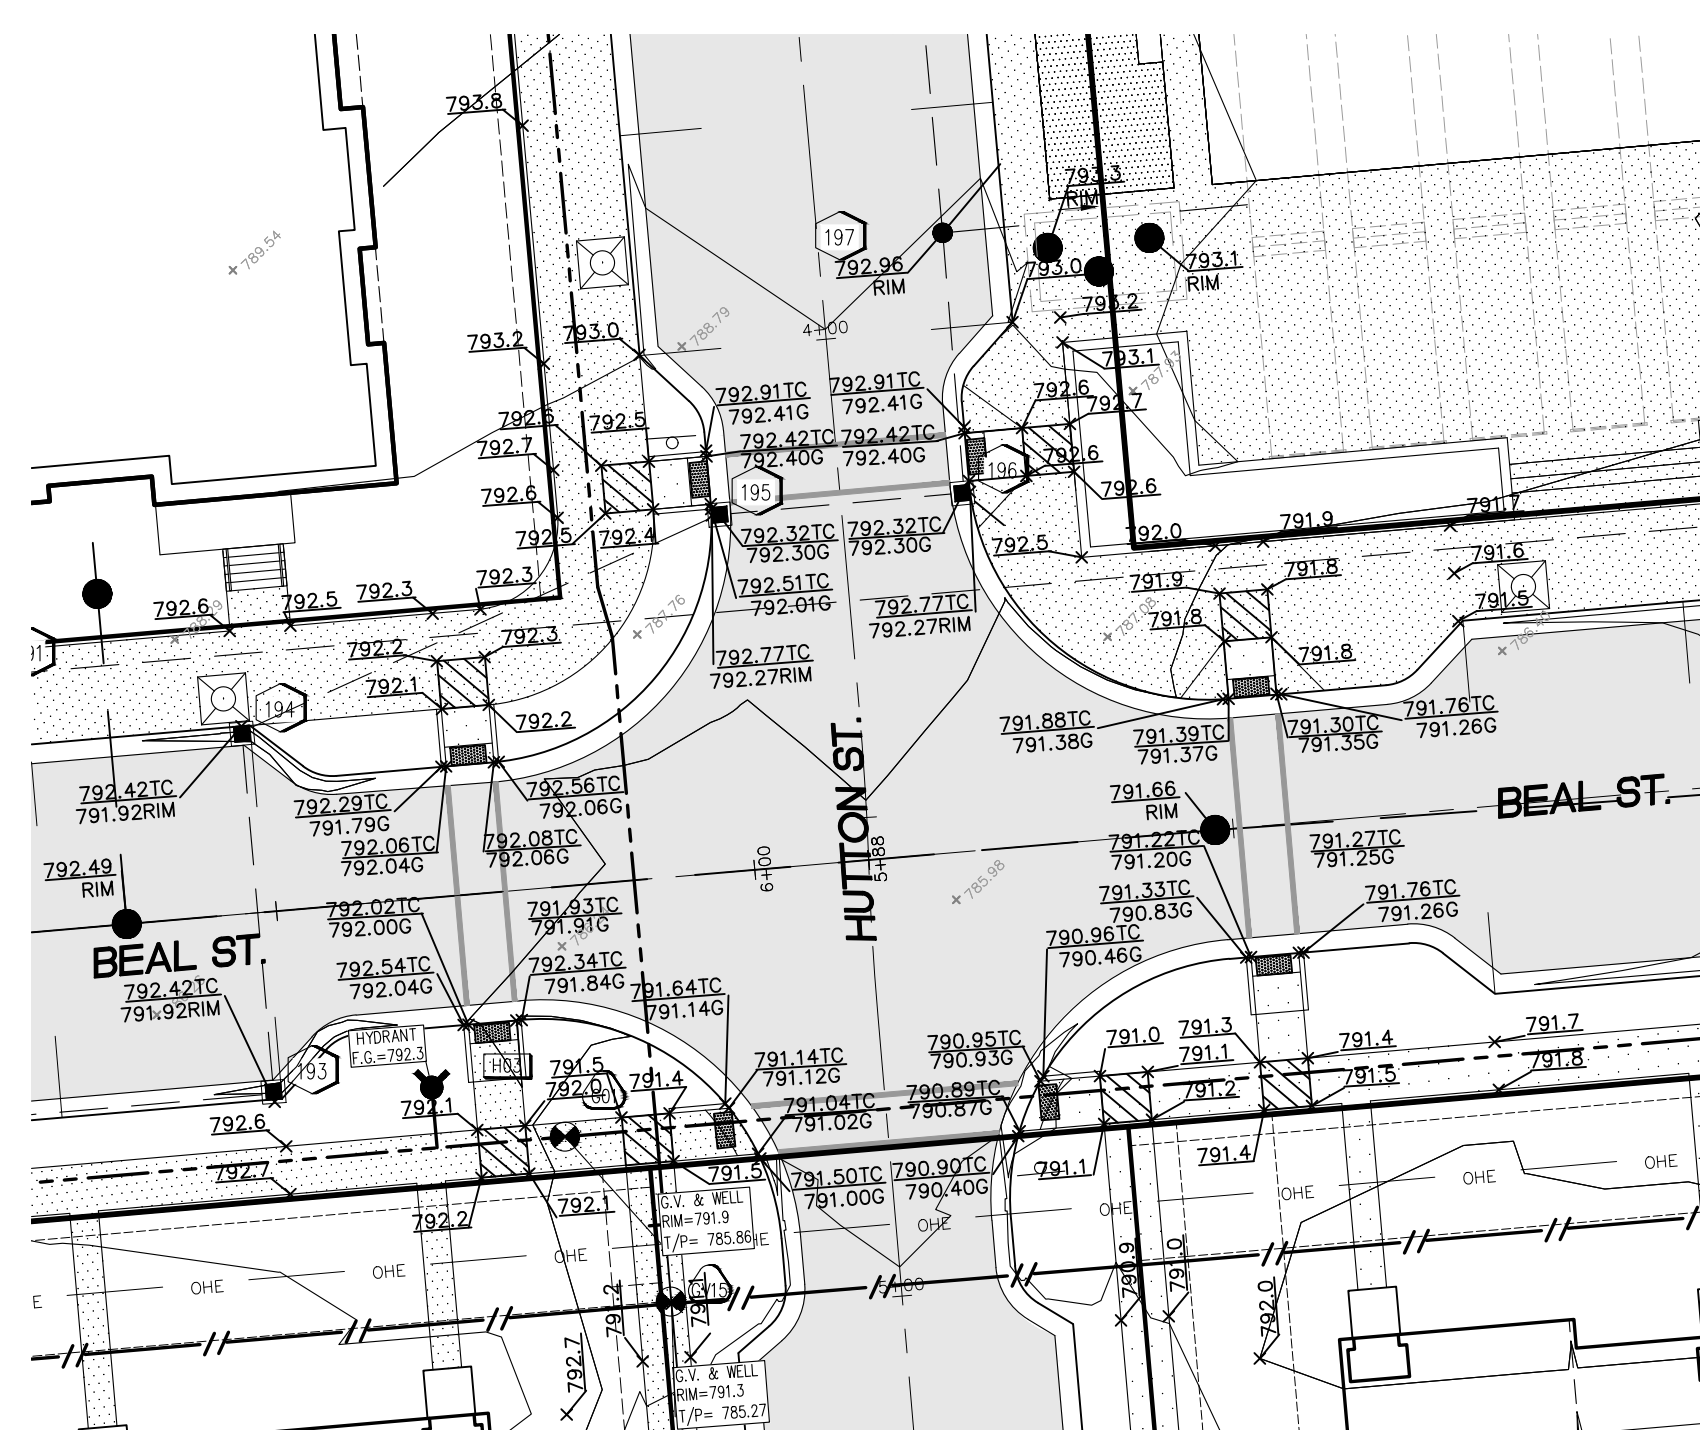 793.8
793.3
RIM
197
789.54
792.96
RIM
793.0
793.1
RIM
793.2
4+00
788.79
793.2
793.0
793.1
787.93
792.91TC
792.41G
792.91TC
792.41G
792.6
792.7
792.6
792.5
792.7
792.42TC
792.40G
792.42TC
792.40G
792.6
196
195
792.6
792.6
792.5
792.4
792.32TC
792.30G
792.32TC
792.30G
792.5
792.0
791.9
791.7
791.6
792.3
792.3
792.5
792.6
792.51TC
792.01G
792.77TC
792.27RIM
791.9
791.8
791.5
791.8
791.8
787.76
787.08
792.2
792.3
792.1
792.2
194
792.77TC
792.27RIM
791.88TC
791.38G
791.39TC
791.37G
791.30TC
791.35G
791.76TC
791.26G
792.42TC
791.92RIM
792.29TC
791.79G
792.56TC
792.06G
792.06TC
792.04G
792.08TC
792.06G
HUTTON ST.
BEAL ST.
791.66
RIM
791.22TC
791.20G
791.27TC
791.25G
792.49
RIM
6+00
5+88
785.98
791.33TC
790.83G
791.76TC
791.26G
BEAL ST.
792.02TC
792.00G
791.93TC
791.91G
790.96TC
790.46G
792.42TC
791.92RIM
792.54TC
792.04G
792.34TC
791.84G
791.64TC
791.14G
HYDRANT
F.G.=792.3
193
H03
791.5
792.0
791.4
791.14TC
791.12G
790.95TC
790.93G
791.0
791.3
791.1
791.4
791.7
791.8
792.1
792.6
791.04TC
791.02G
790.89TC
790.87G
791.2
791.5
792.7
792.2
792.1
791.5
791.50TC
791.00G
790.90TC
790.40G
791.1
791.4
G.V. & WELL
RIM=791.9
T/P= 785.86
OHE
OHE
OHE
OHE
OHE
OHE
OHE
OHE
790.9
791.0
792.0
5+00
791.2
792.7
G.V. & WELL
RIM=791.3
T/P= 785.27